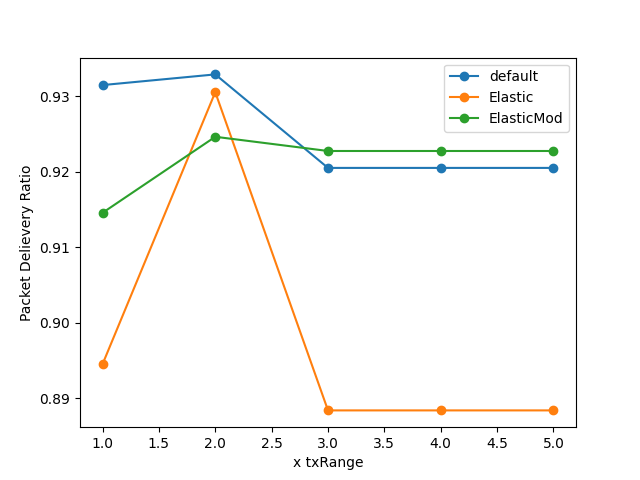 default
Elastic
ElasticMod
0.93
0.92
0.91
0.90
0.89
Packet Delievery Ratio
1.0 1.5 2.0 2.5 3.0 3.5 4.0 4.5 5.0
x txRange